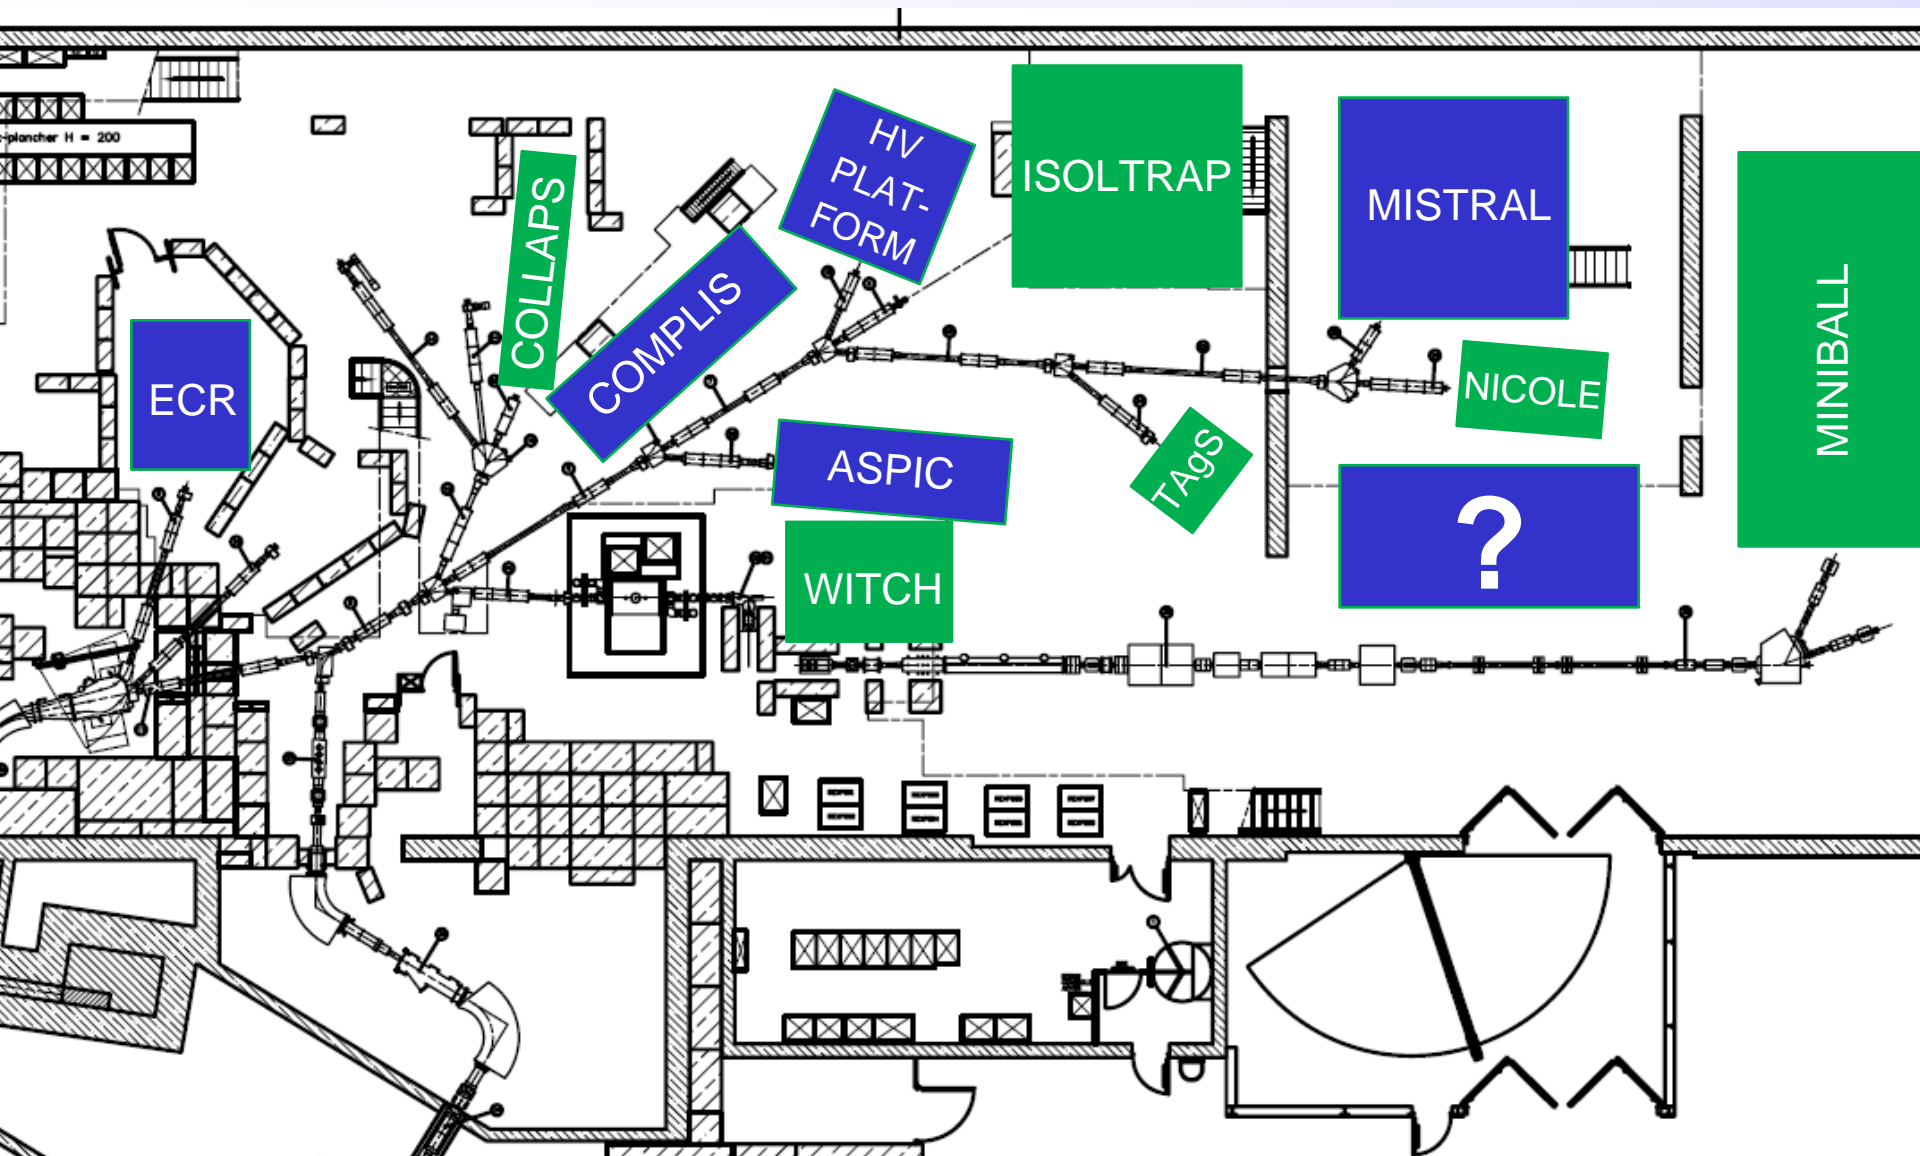 -plancher H = 200
HV
PLAT-
FORM
ISOLTRAP
MISTRAL
COLLAPS
COMPLIS
ECR
NICOLE
MINIBALL
ASPIC
TAgS
?
WITCH